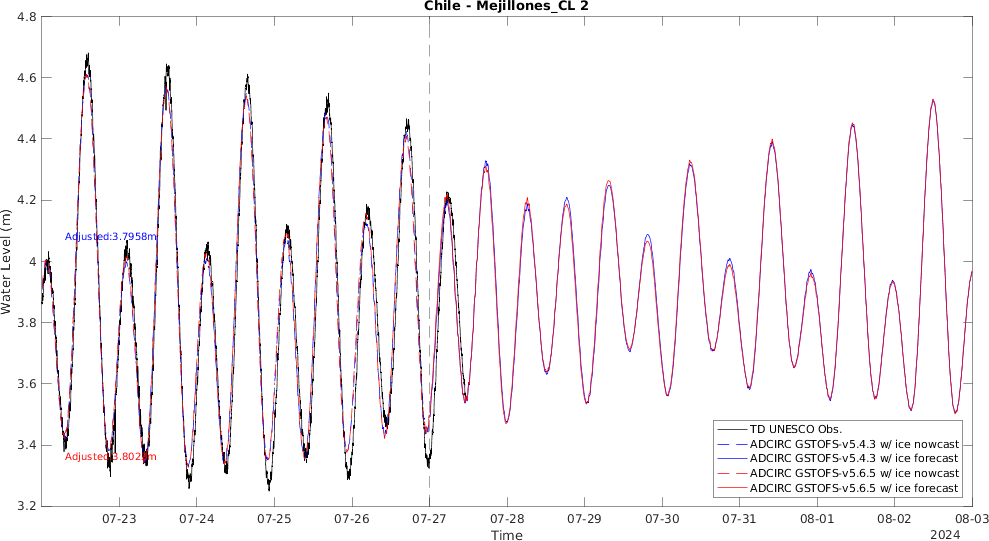 Chile - Mejillones_CL 2
4.8
4.6
4.4
4.2
4
3.8
3.6
3.4
3.2
Water Level (m)
Adjusted:3.7958m
TD UNESCO Obs.
ADCIRC GSTOFS-v5.4.3 w/ ice nowcast
ADCIRC GSTOFS-v5.4.3 w/ ice forecast
ADCIRC GSTOFS-v5.6.5 w/ ice nowcast
ADCIRC GSTOFS-v5.6.5 w/ ice forecast
07-23
07-24
07-25
07-26
07-27
07-28
07-29
07-30
07-31
08-01
08-02
08-03
Time
2024